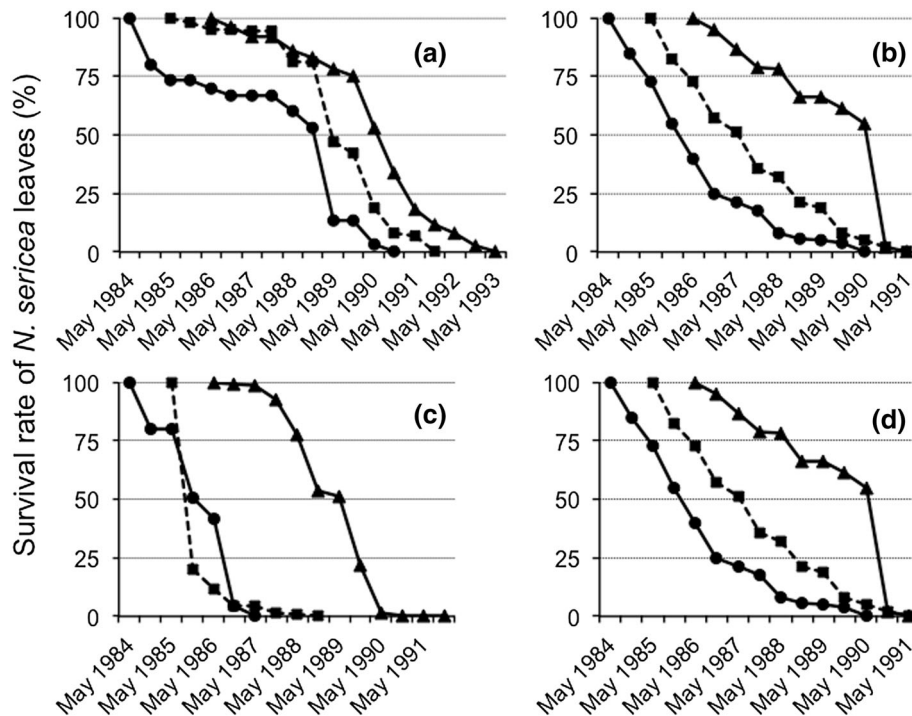 Survival rate of N. sericea leaves (%)
(a)
100
75
50
25
0
May 1984
May 1985
May 1986
May 1987
May 1988
May 1989
May 1990
May 1991
May 1992
May 1993
(b)
100
75
50
25
0
May 1984
May 1985
May 1986
May 1987
May 1988
May 1989
May 1990
May 1991
(c)
100
75
50
25
0
May 1984
May 1985
May 1986
May 1987
May 1988
May 1989
May 1990
May 1991
(d)
100
75
50
25
0
May 1984
May 1985
May 1986
May 1987
May 1988
May 1989
May 1990
May 1991